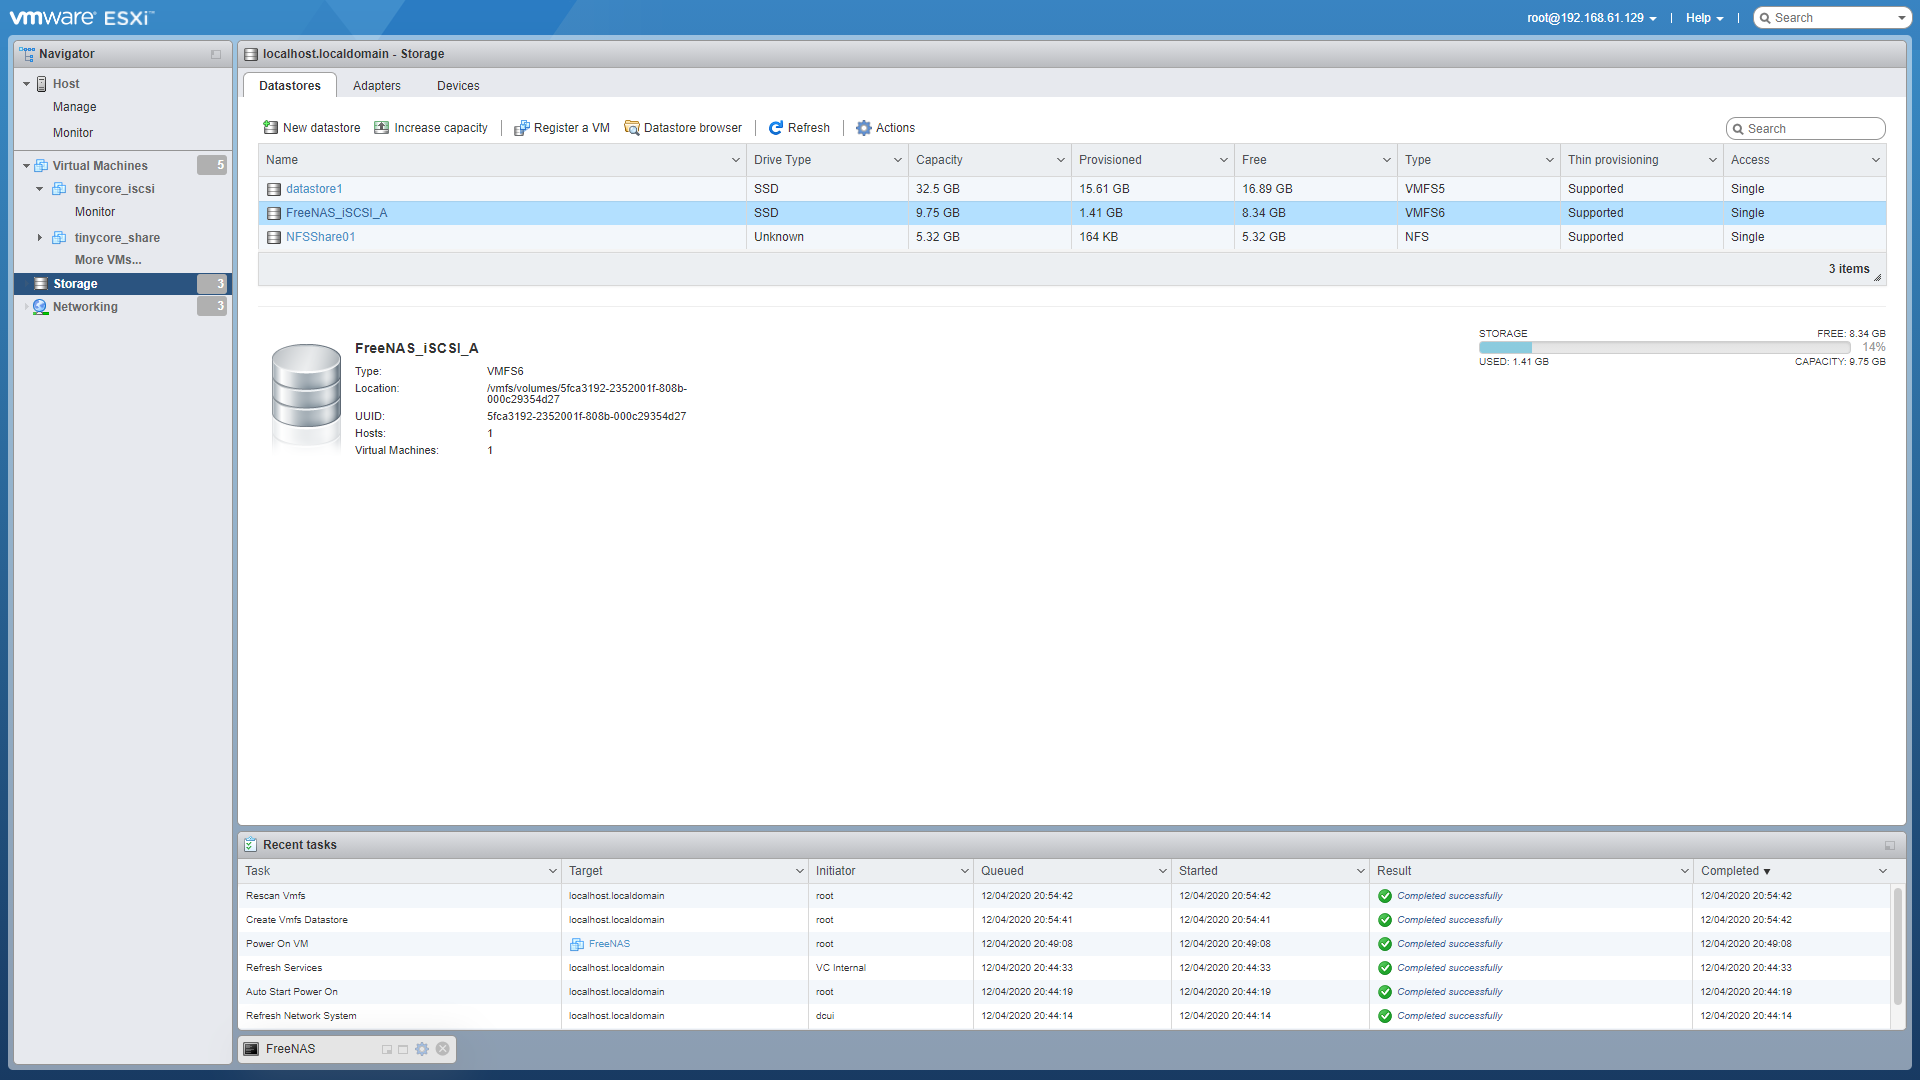 vmware ESXi™
root@192.168.61.129 | Help | Search
Navigator
Host
Manage
Monitor
Virtual Machines 5
tinycore_iscsi
Monitor
tinycore_share
More VMs...
Storage 3
Networking 3
localhost.localdomain - Storage
Datastores Adapters Devices
New datastore Increase capacity | Register a VM Datastore browser | Refresh | Actions Search
Name Drive Type Capacity Provisioned Free Type Thin provisioning Access
datastore1 SSD 32.5 GB 15.61 GB 16.89 GB VMFS5 Supported Single
FreeNAS_iSCSI_A SSD 9.75 GB 1.41 GB 8.34 GB VMFS6 Supported Single
NFSShare01 Unknown 5.32 GB 164 KB 5.32 GB NFS Supported Single
3 items
FreeNAS_iSCSI_A
Type: VMFS6
Location: /vmfs/volumes/5fca3192-2352001f-808b-
000c29354d27
UUID: 5fca3192-2352001f-808b-000c29354d27
Hosts: 1
Virtual Machines: 1
STORAGE FREE: 8.34 GB
14%
USED: 1.41 GB CAPACITY: 9.75 GB
Recent tasks
Task Target Initiator Queued Started Result Completed ▼
Rescan Vmfs localhost.localdomain root 12/04/2020 20:54:42 12/04/2020 20:54:42 Completed successfully 12/04/2020 20:54:42
Create Vmfs Datastore localhost.localdomain root 12/04/2020 20:54:41 12/04/2020 20:54:41 Completed successfully 12/04/2020 20:54:42
Power On VM FreeNAS root 12/04/2020 20:49:08 12/04/2020 20:49:08 Completed successfully 12/04/2020 20:49:08
Refresh Services localhost.localdomain VC Internal 12/04/2020 20:44:33 12/04/2020 20:44:33 Completed successfully 12/04/2020 20:44:33
Auto Start Power On localhost.localdomain root 12/04/2020 20:44:19 12/04/2020 20:44:19 Completed successfully 12/04/2020 20:44:19
Refresh Network System localhost.localdomain dcui 12/04/2020 20:44:14 12/04/2020 20:44:14 Completed successfully 12/04/2020 20:44:14
FreeNAS